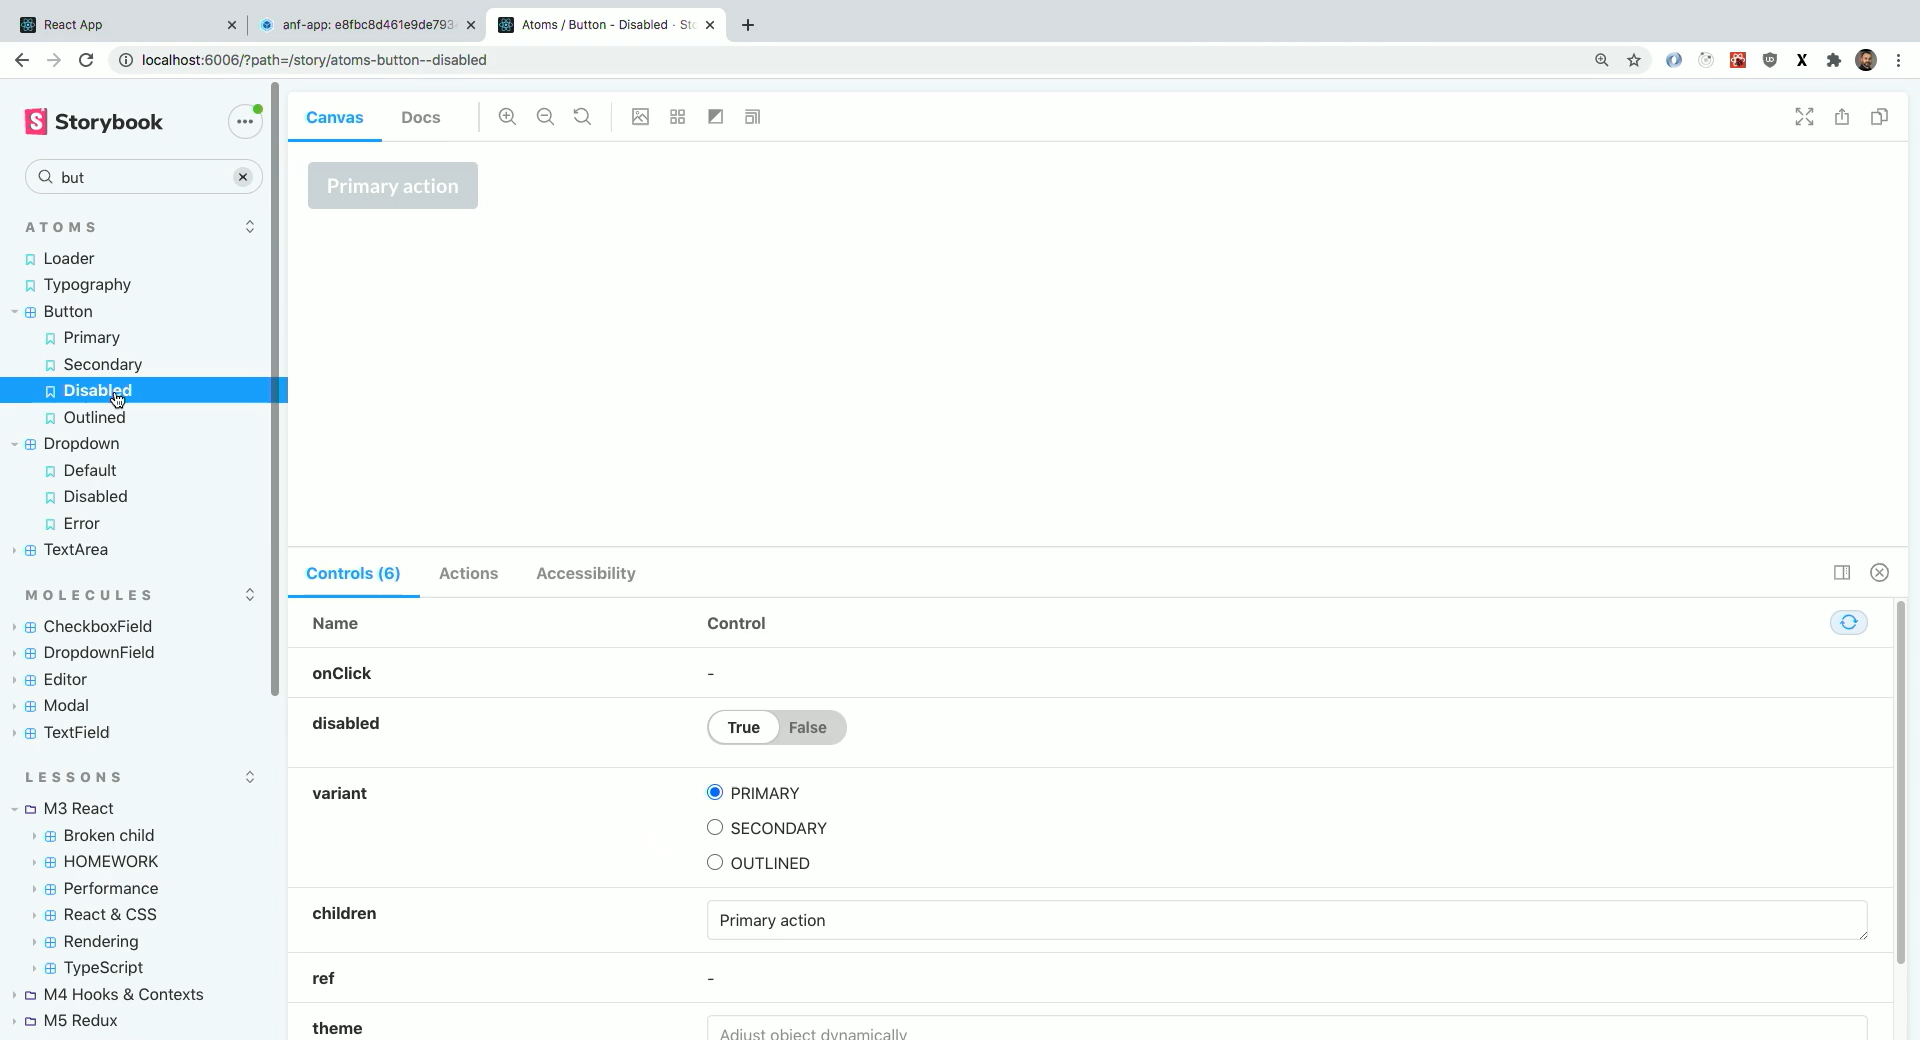 React App
anf-app: e8fbc8d461e9de793
Atoms / Button - Disabled · Sto
localhost:6006/?path=/story/atoms-button--disabled
Storybook
but
ATOMS
Loader
Typography
Button
Primary
Secondary
Disabled
Outlined
Dropdown
Default
Disabled
Error
TextArea
MOLECULES
CheckboxField
DropdownField
Editor
Modal
TextField
LESSONS
M3 React
Broken child
HOMEWORK
Performance
React & CSS
Rendering
TypeScript
M4 Hooks & Contexts
M5 Redux
Canvas
Docs
Primary action
Controls (6)
Actions
Accessibility
Name
Control
onClick
-
disabled
True
False
variant
PRIMARY
SECONDARY
OUTLINED
children
Primary action
ref
-
theme
Adjust object dynamically